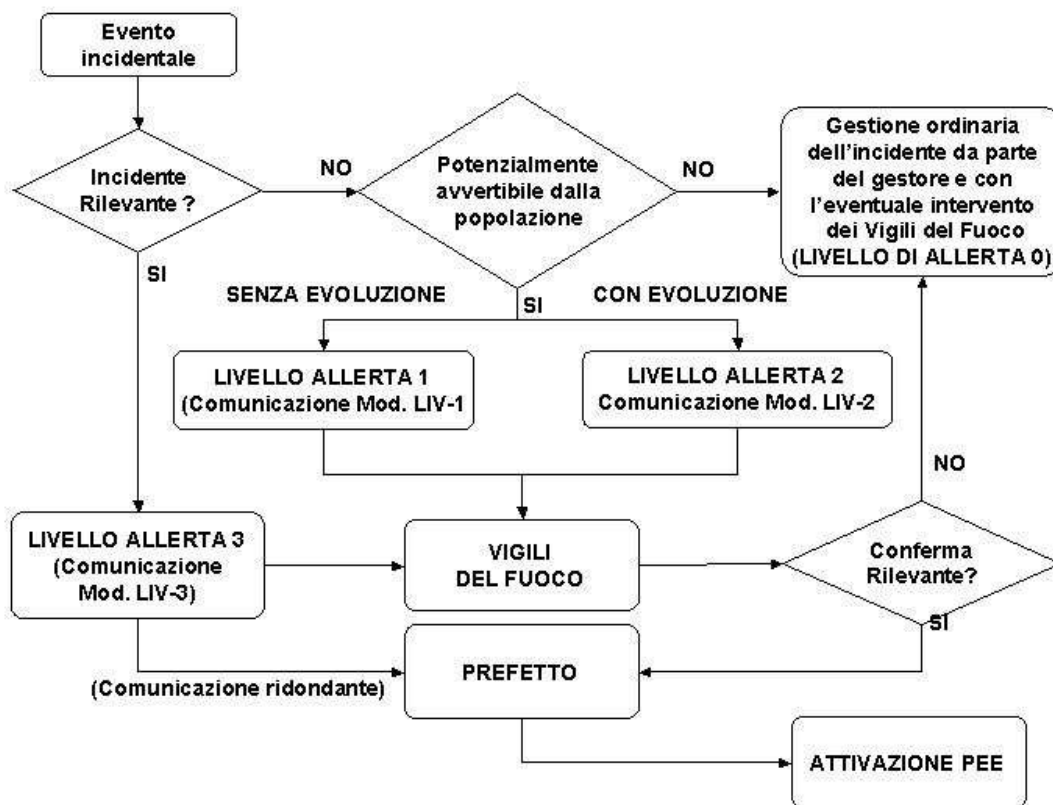 Evento
incidentale
Incidente
Rilevante ?
NO
Potenzialmente
avvertibile dalla
popolazione
NO
Gestione ordinaria
dell'incidente da parte
del gestore e con
l'eventuale intervento
dei Vigili del Fuoco
(LIVELLO DI ALLERTA 0)
SI
SENZA EVOLUZIONE
SI
CON EVOLUZIONE
LIVELLO ALLERTA 1
(Comunicazione Mod. LIV-1
LIVELLO ALLERTA 2
Comunicazione Mod. LIV-2
NO
LIVELLO ALLERTA 3
(Comunicazione
Mod. LIV-3)
VIGILI
DEL FUOCO
Conferma
Rilevante?
SI
PREFETTO
(Comunicazione ridondante)
ATTIVAZIONE PEE